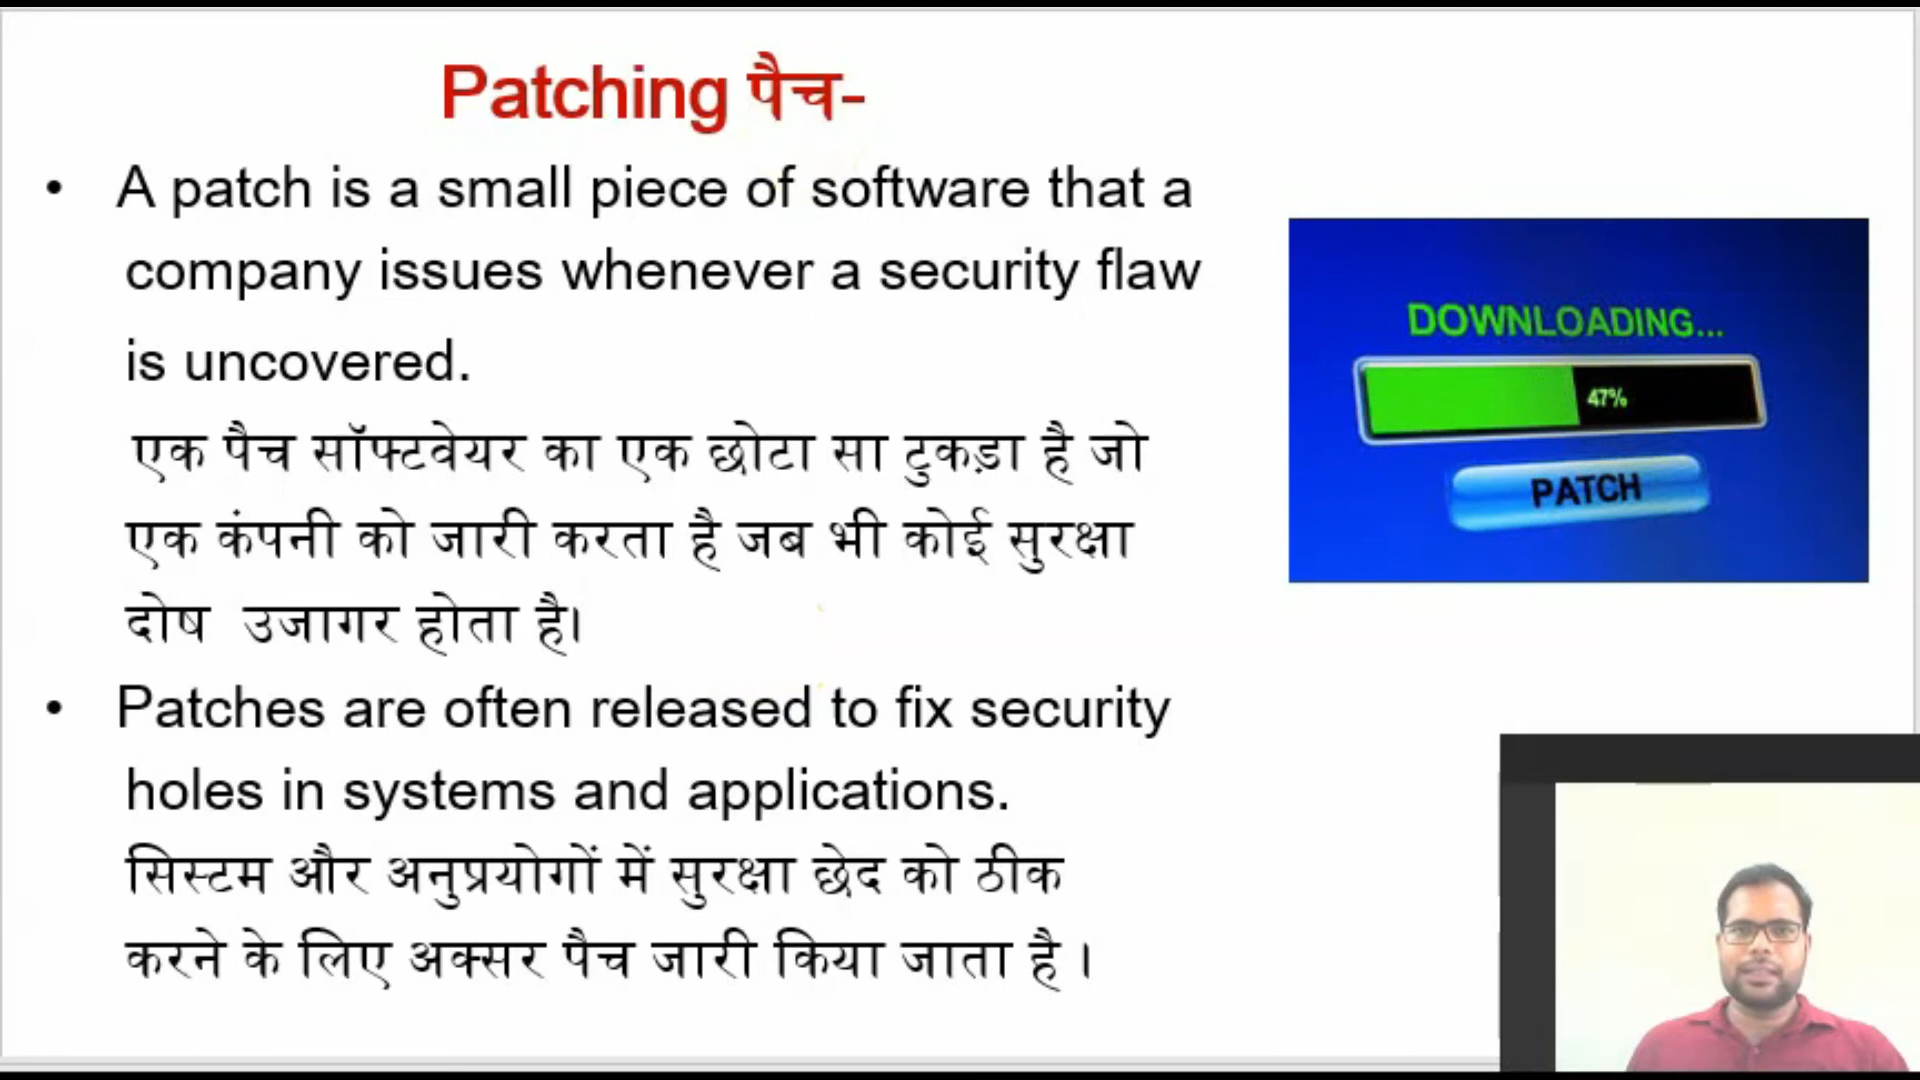 Patching पैच-
• A patch is a small piece of software that a
company issues whenever a security flaw
is uncovered.
एक पैच सॉफ्टवेयर का एक छोटा सा टुकड़ा है जो
एक कंपनी को जारी करता है जब भी कोई सुरक्षा
दोष उजागर होता है।
• Patches are often released to fix security
holes in systems and applications.
सिस्टम और अनुप्रयोगों में सुरक्षा छेद को ठीक
करने के लिए अक्सर पैच जारी किया जाता है ।
DOWNLOADING...
47%
PATCH